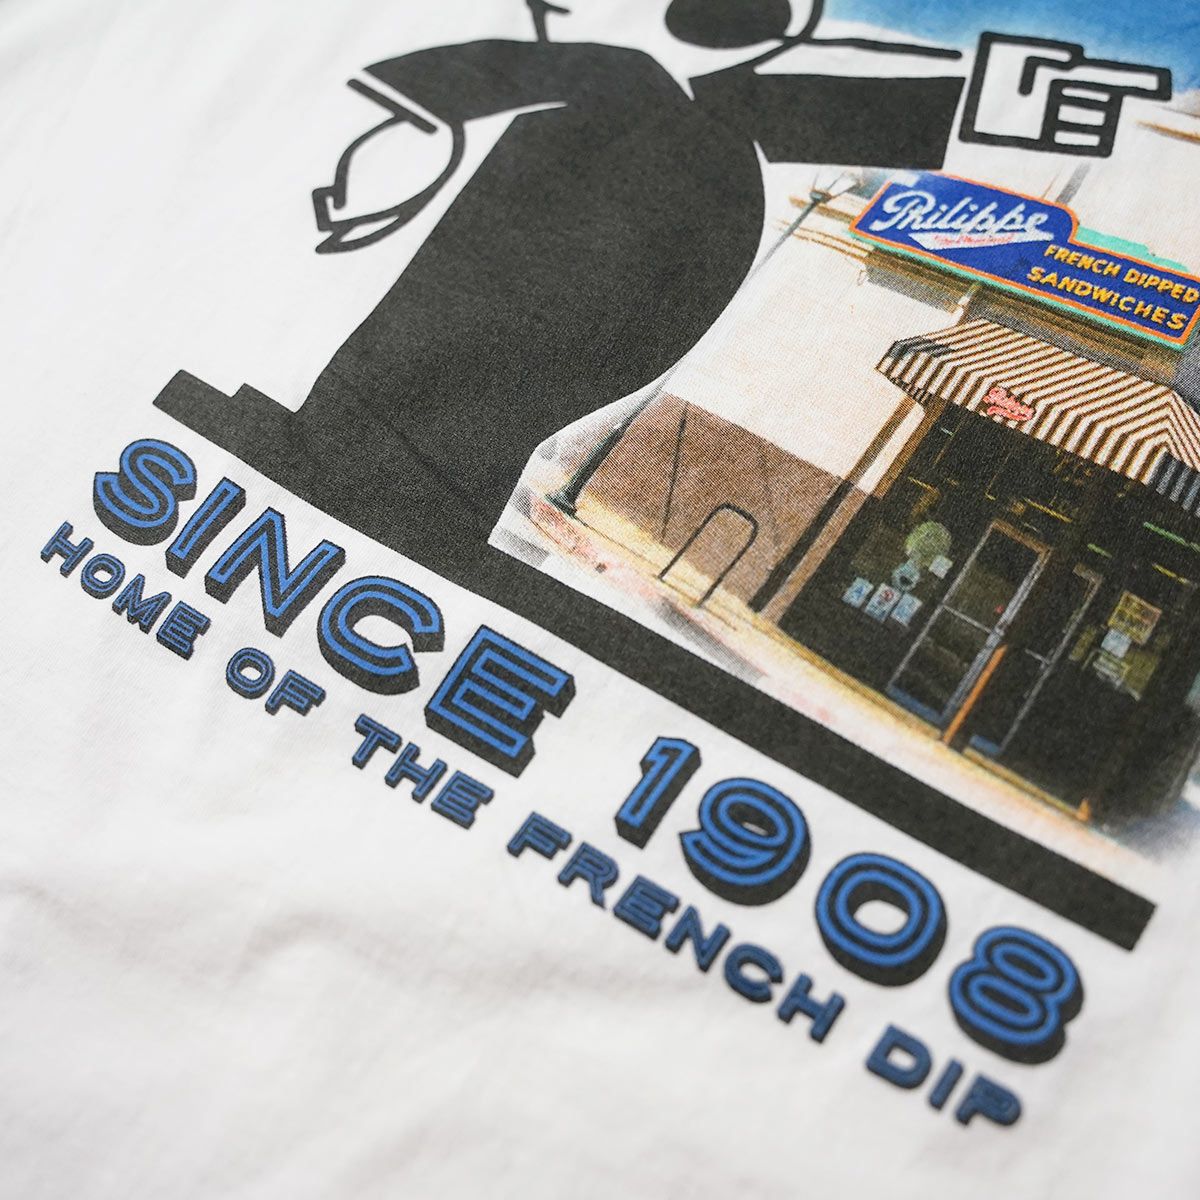 Philippe
FRENCH DIPPED
SANDWICHES
SINCE 1908
HOME OF THE FRENCH DIP